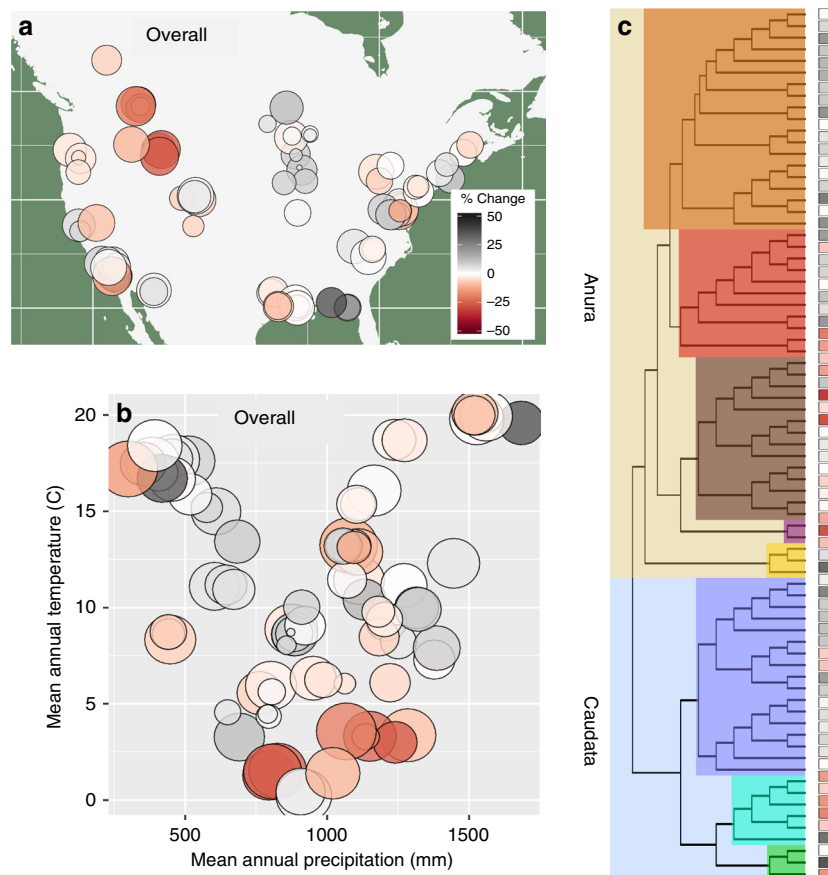 a
Overall
% Change
50
25
0
−25
−50
b
Overall
20
15
10
5
0
Mean annual temperature (C)
500
1000
1500
Mean annual precipitation (mm)
c
Anura
Caudata